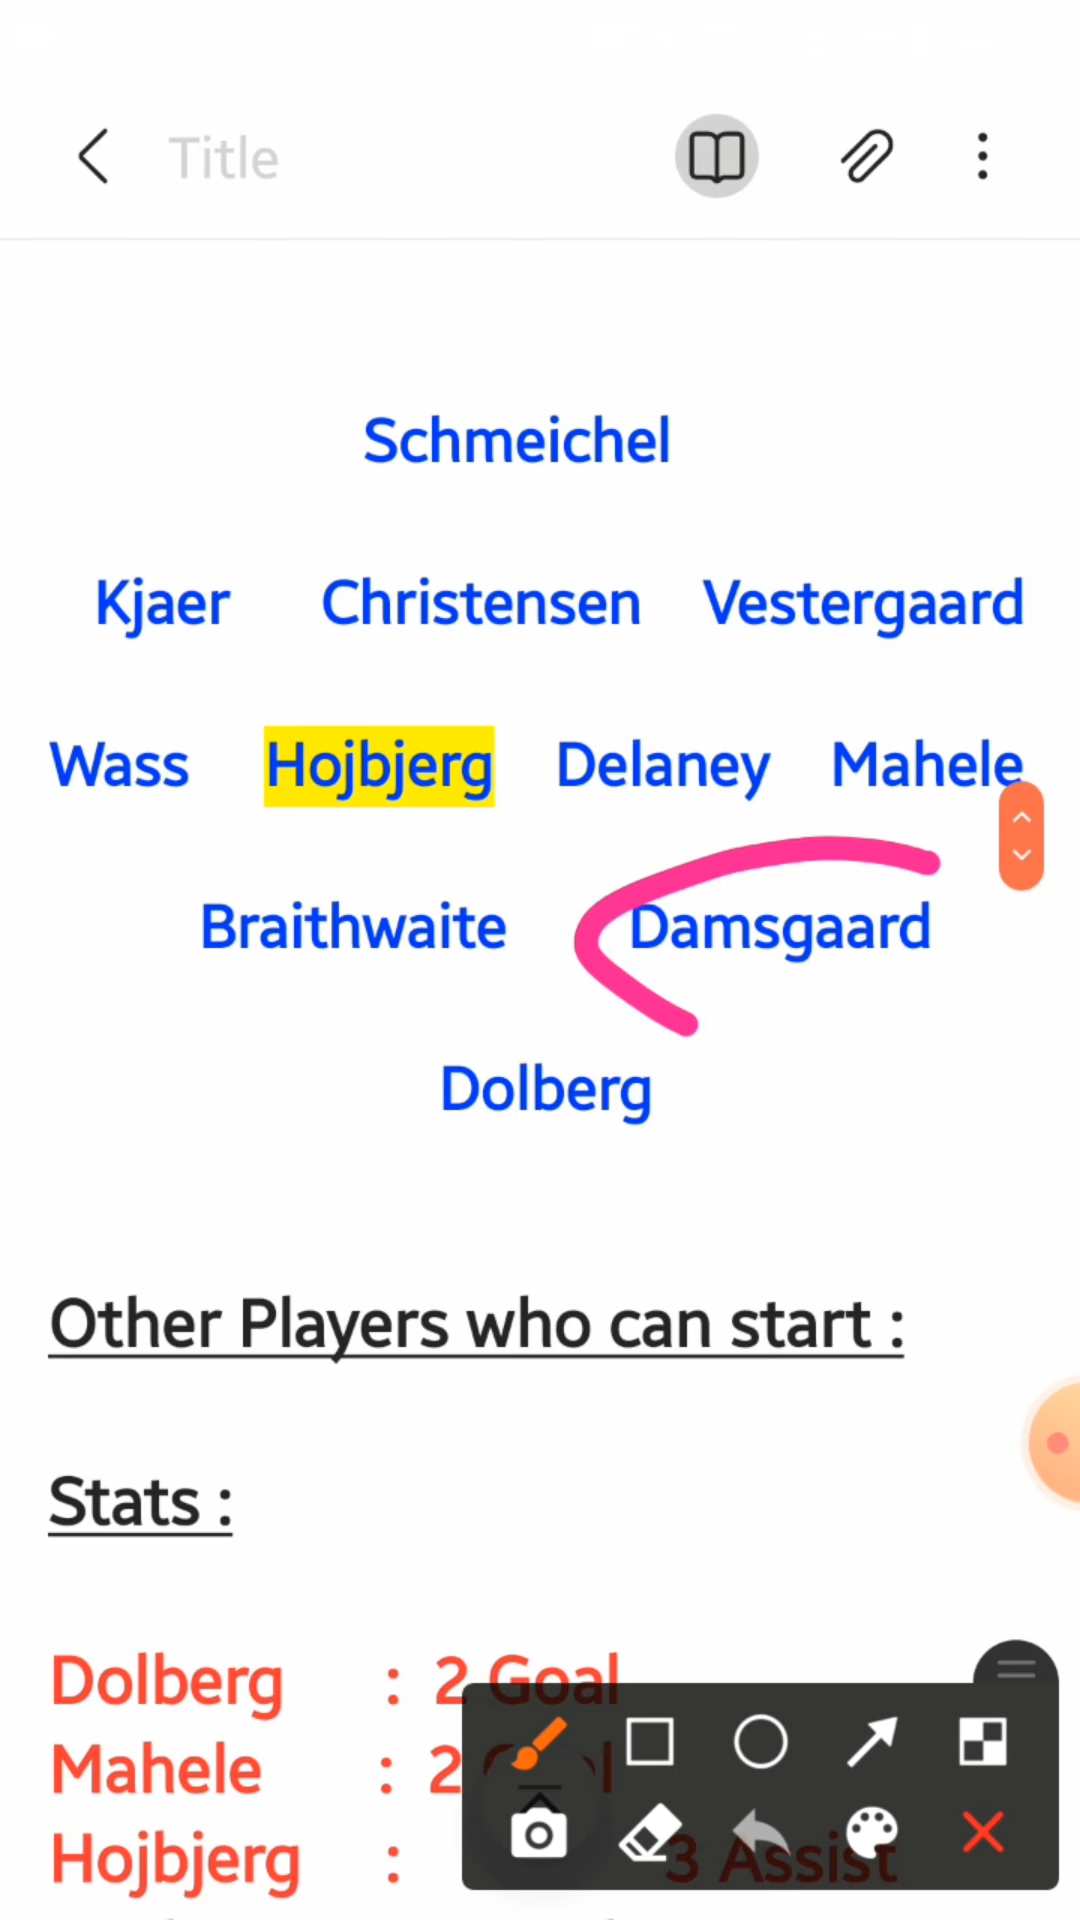 Title
Schmeichel
Kjaer Christensen Vestergaard
Wass Hojbjerg Delaney Mahele
Braithwaite Damsgaard
Dolberg
Other Players who can start :
Stats :
Dolberg : 2 Goal
Mahele : 2
Hojbjerg : 3 Assist